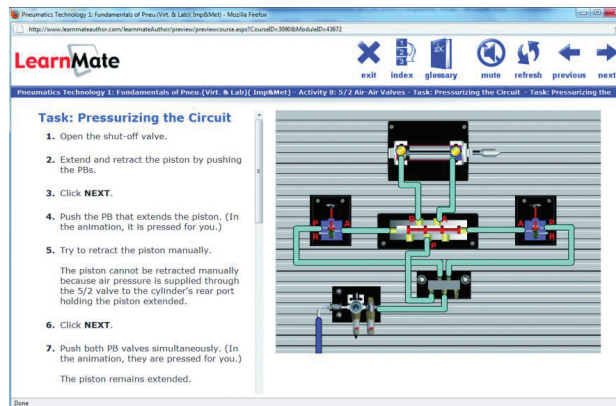 Pneumatics Technology 1: Fundamentals of Pneu.(Virt. & Lab)( Imp&Met) - Mozilla Firefox
http://www.learnmateauthor.com/learnmateAuthor/preview/previewcourse.aspx?CourseID=3090&ModuleID=43672
LearnMate
exit index glossary mute refresh previous next
Pneumatics Technology 1: Fundamentals of Pneu.(Virt. & Lab)( Imp&Met) - Activity 8: 5/2 Air-Air Valves - Task: Pressurizing the Circuit - Task: Pressurizing the
Task: Pressurizing the Circuit
1. Open the shut-off valve.
2. Extend and retract the piston by pushing
the PBs.
3. Click NEXT.
4. Push the PB that extends the piston. (In
the animation, it is pressed for you.)
5. Try to retract the piston manually.
The piston cannot be retracted manually
because air pressure is supplied through
the 5/2 valve to the cylinder's rear port
holding the piston extended.
6. Click NEXT.
7. Push both PB valves simultaneously. (In
the animation, they are pressed for you.)
The piston remains extended.
B A
P A
R
P
A P
R
Done